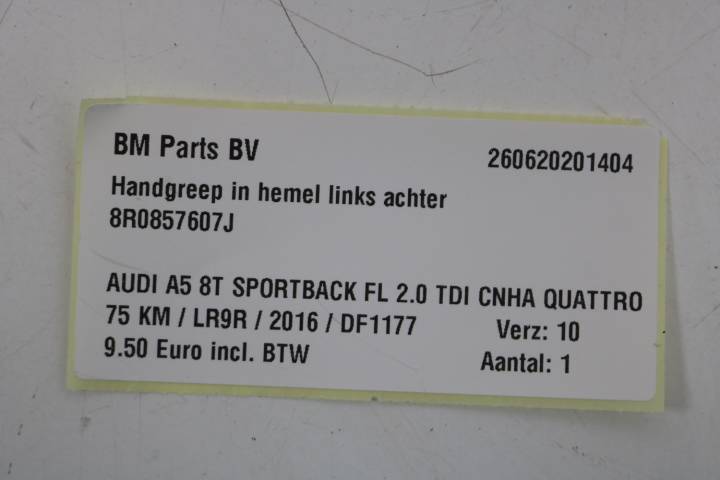 BM Parts BV 260620201404
Handgreep in hemel links achter
8R0857607J
AUDI A5 8T SPORTBACK FL 2.0 TDI CNHA QUATTRO
75 KM / LR9R / 2016 / DF1177 Verz: 10
9.50 Euro incl. BTW Aantal: 1